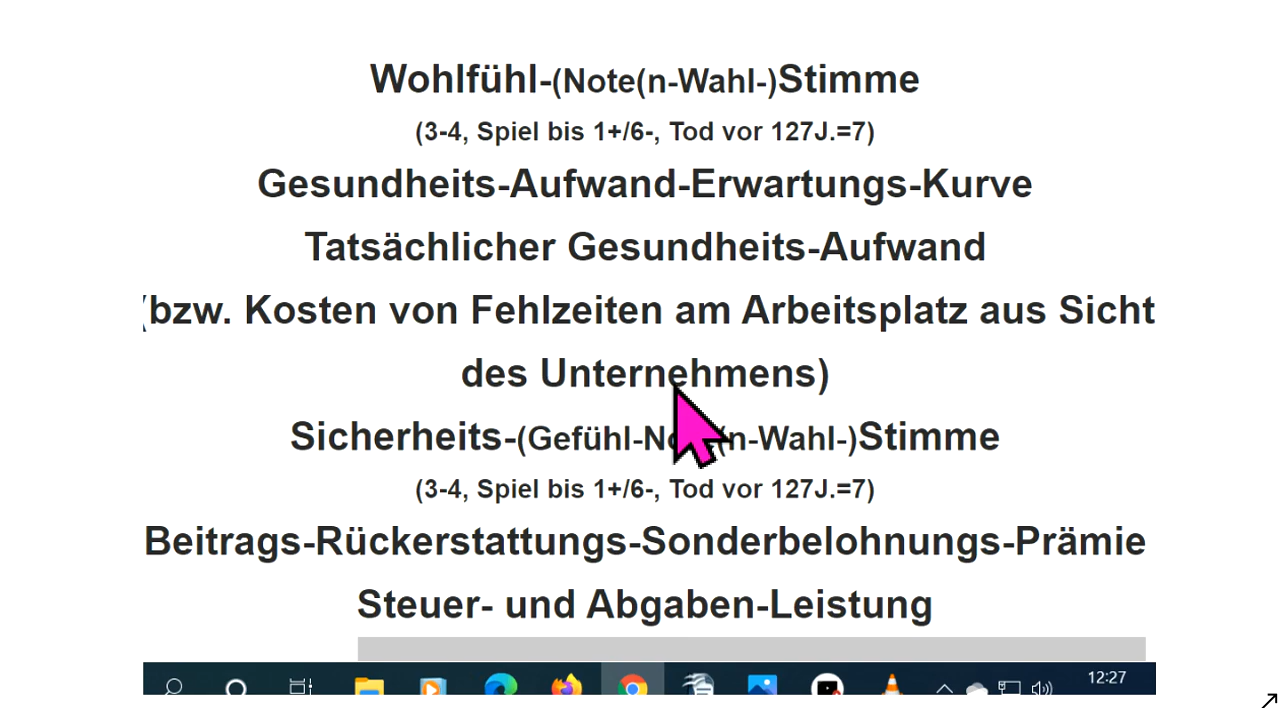 Wohlfühl-(Note(n-Wahl-)Stimme
(3-4, Spiel bis 1+/6-, Tod vor 127J.=7)
Gesundheits-Aufwand-Erwartungs-Kurve
Tatsächlicher Gesundheits-Aufwand
(bzw. Kosten von Fehlzeiten am Arbeitsplatz aus Sicht
des Unternehmens)
Sicherheits-(Gefühl-Note(n-Wahl-)Stimme
(3-4, Spiel bis 1+/6-, Tod vor 127J.=7)
Beitrags-Rückerstattungs-Sonderbelohnungs-Prämie
Steuer- und Abgaben-Leistung
12:27